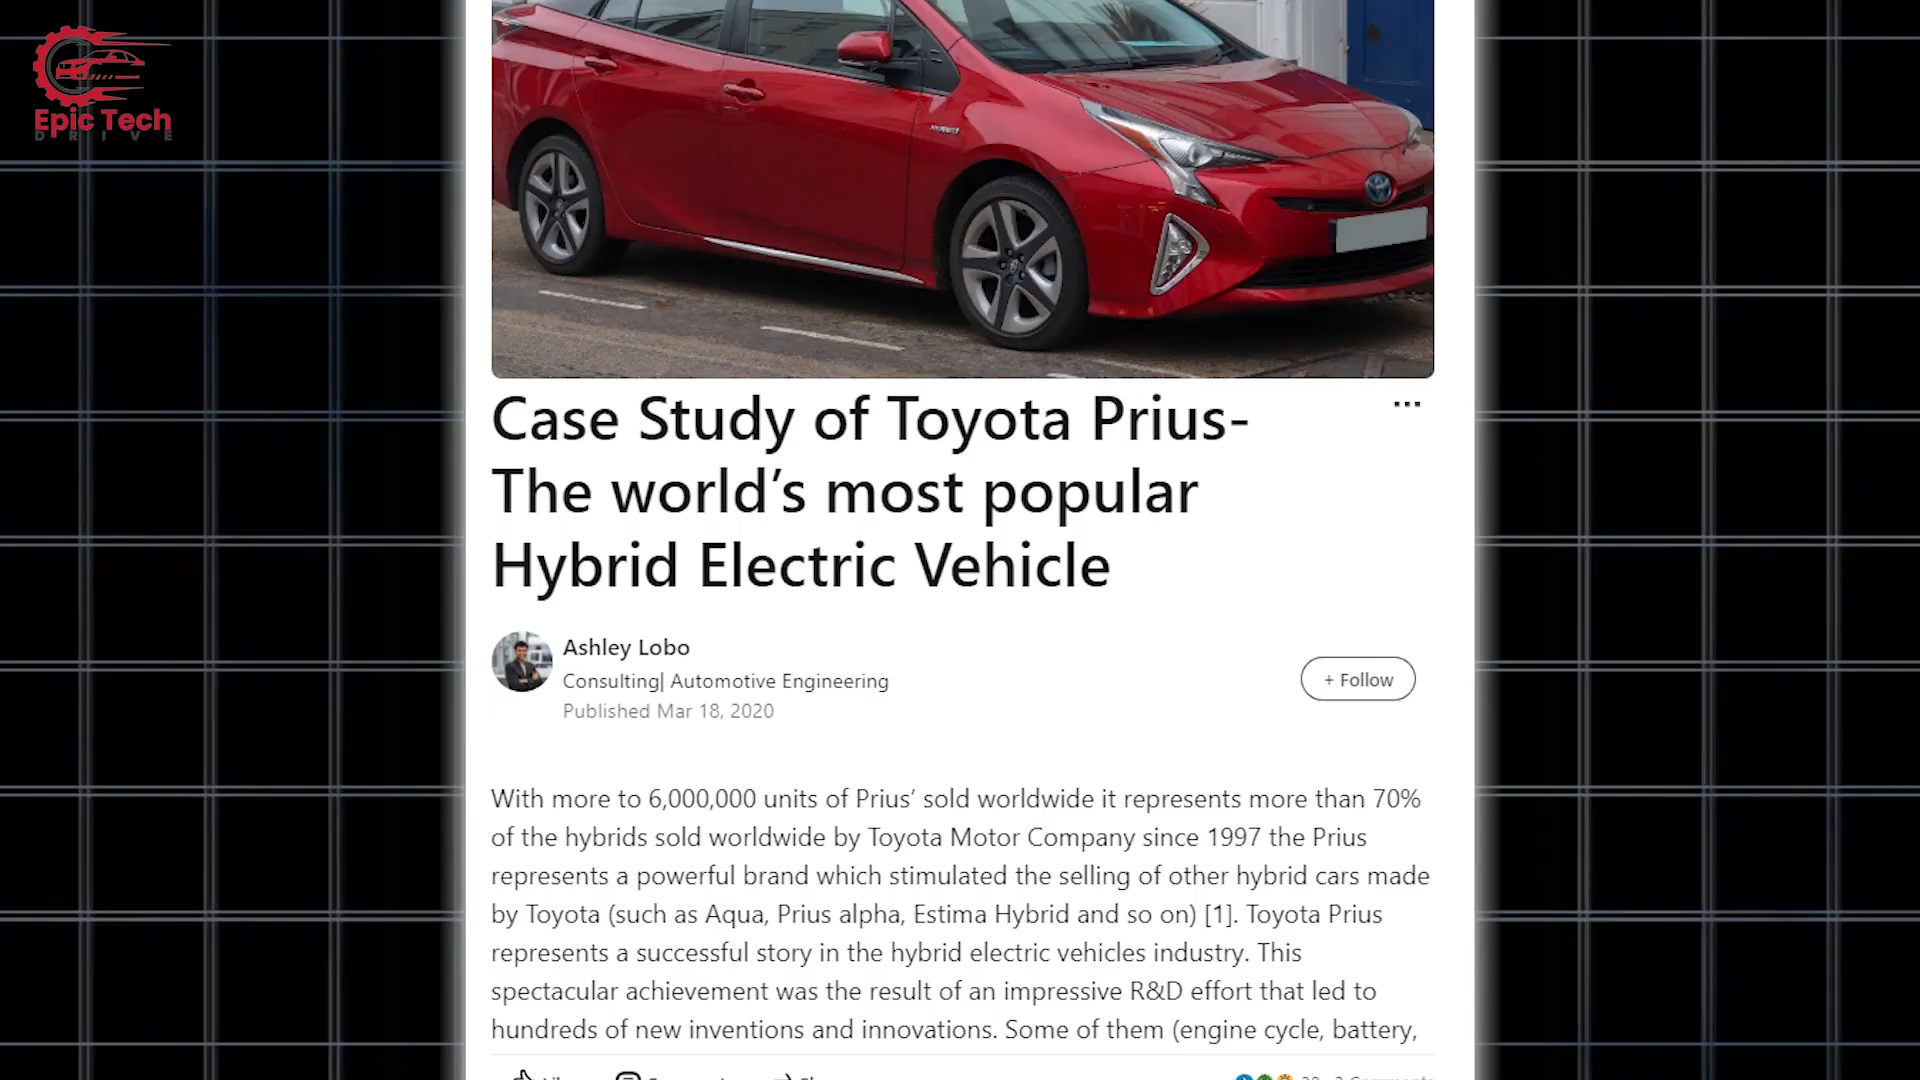 Epic Tech
DRIVE
HYBRID
Case Study of Toyota Prius-
The world’s most popular
Hybrid Electric Vehicle
Ashley Lobo
Consulting| Automotive Engineering
Published Mar 18, 2020
+ Follow
With more to 6,000,000 units of Prius’ sold worldwide it represents more than 70%
of the hybrids sold worldwide by Toyota Motor Company since 1997 the Prius
represents a powerful brand which stimulated the selling of other hybrid cars made
by Toyota (such as Aqua, Prius alpha, Estima Hybrid and so on) [1]. Toyota Prius
represents a successful story in the hybrid electric vehicles industry. This
spectacular achievement was the result of an impressive R&D effort that led to
hundreds of new inventions and innovations. Some of them (engine cycle, battery,